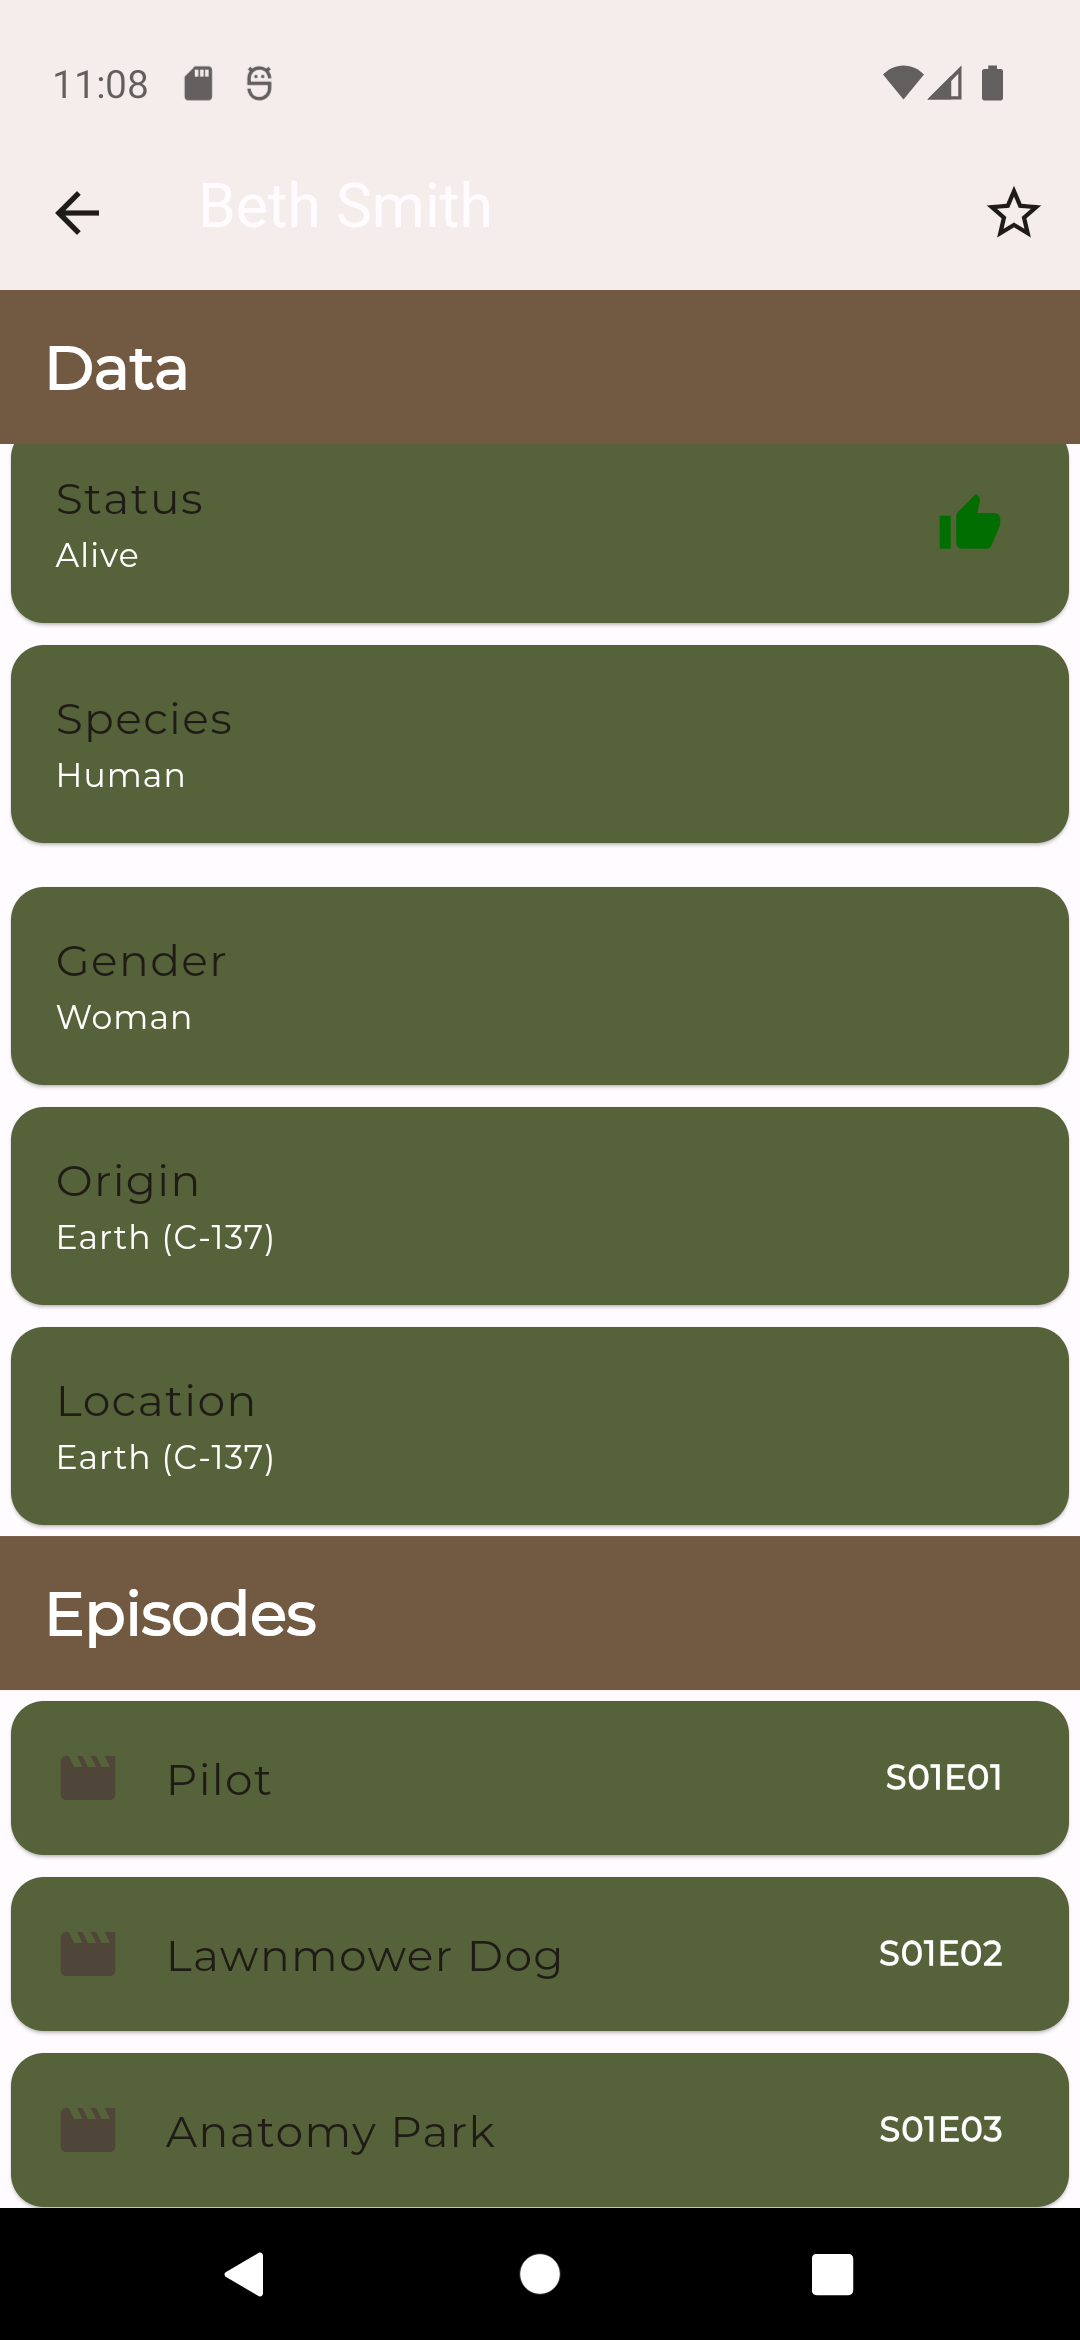 11:08
Beth Smith
Data
Status
Alive
Species
Human
Gender
Woman
Origin
Earth (C-137)
Location
Earth (C-137)
Episodes
Pilot S01E01
Lawnmower Dog S01E02
Anatomy Park S01E03